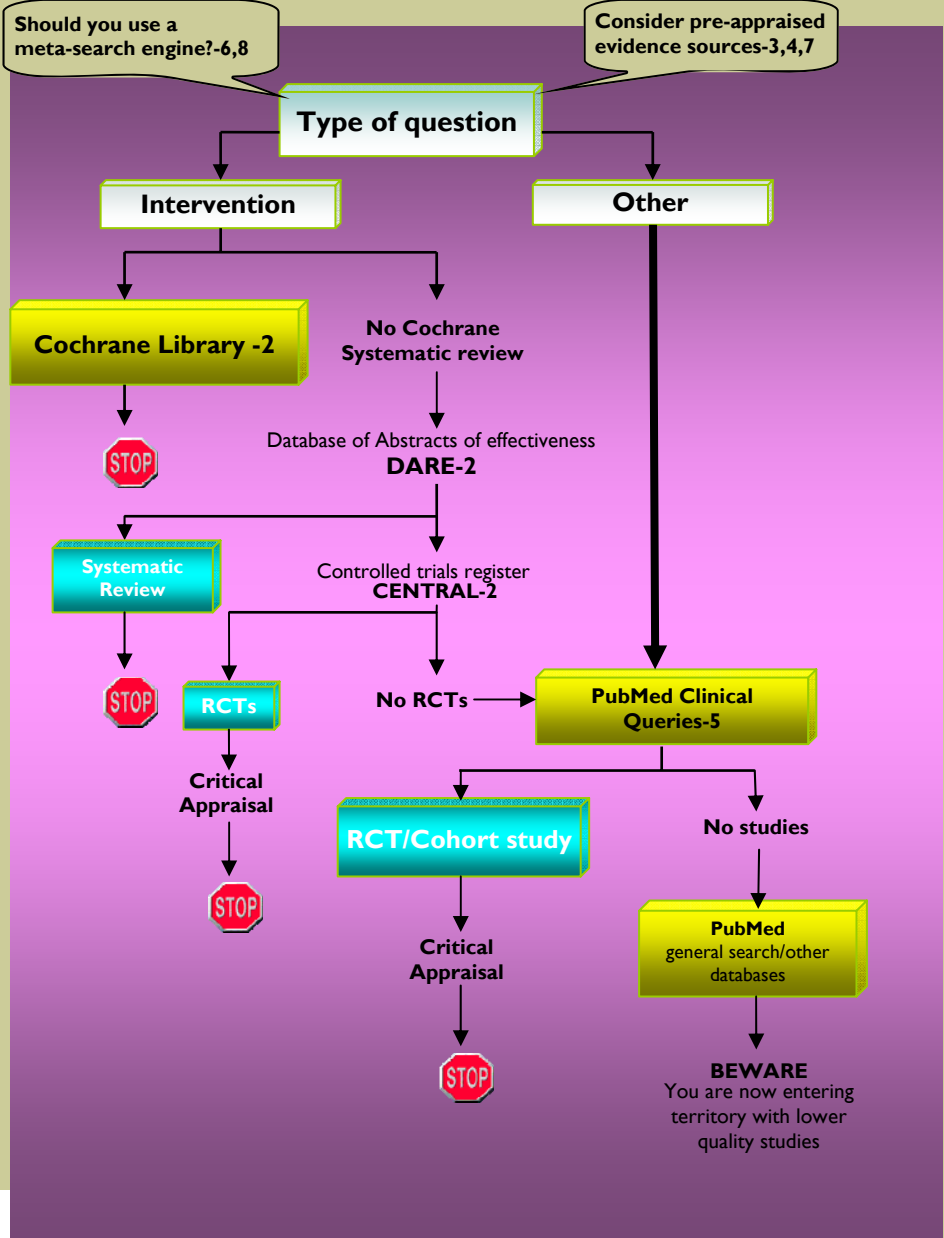 Should you use a
meta-search engine?-6,8
Consider pre-appraised
evidence sources-3,4,7
Type of question
Intervention
Other
Cochrane Library -2
No Cochrane
Systematic review
STOP
Database of Abstracts of effectiveness
DARE-2
Systematic
Review
Controlled trials register
CENTRAL-2
STOP
RCTs
No RCTs
PubMed Clinical
Queries-5
Critical
Appraisal
RCT/Cohort study
No studies
STOP
PubMed
general search/other
databases
Critical
Appraisal
STOP
BEWARE
You are now entering
territory with lower
quality studies